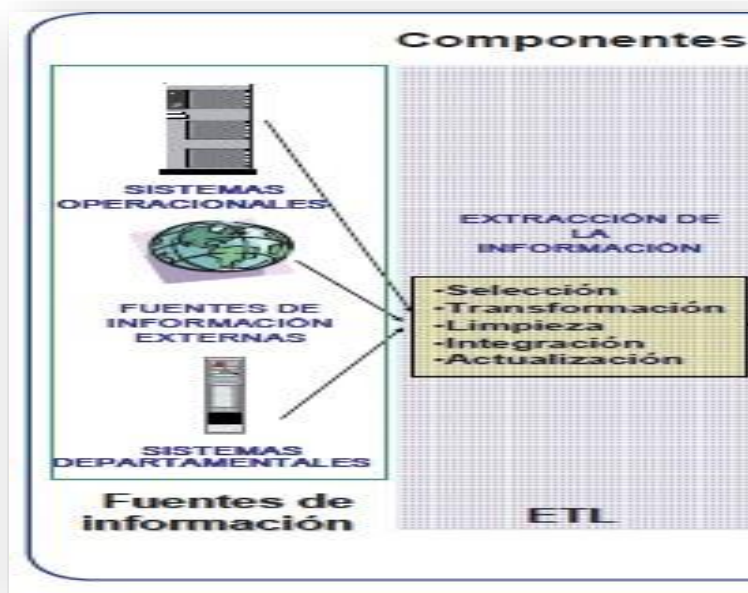 Componentes
SISTEMAS
OPERACIONALES
FUENTES DE
INFORMACIÓN
EXTERNAS
SISTEMAS
DEPARTAMENTALES
Fuentes de
información
EXTRACCIÓN DE
LA
INFORMACIÓN
•Selección
•Transformación
•Limpieza
•Integración
•Actualización
ETL